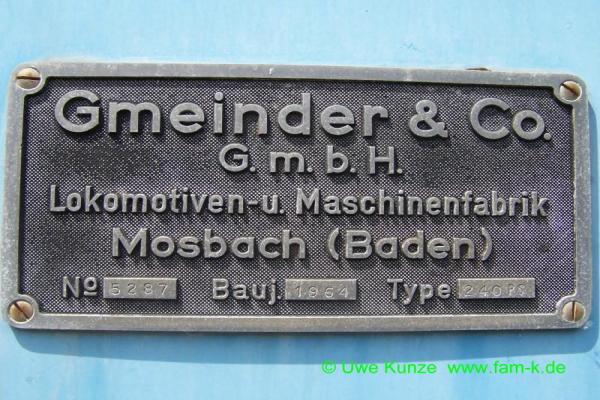 Gmeinder & Co.
G. m. b. H.
Lokomotiven-u. Maschinenfabrik
Mosbach (Baden)
No 5287 Bauj. 1964 Type 240PS
© Uwe Kunze www.fam-k.de